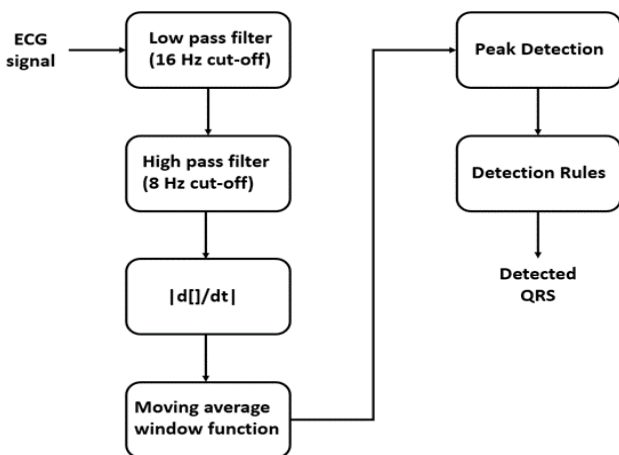 ECG
signal
Low pass filter
(16 Hz cut-off)
High pass filter
(8 Hz cut-off)
|d[]/dt|
Moving average
window function
Peak Detection
Detection Rules
Detected
QRS